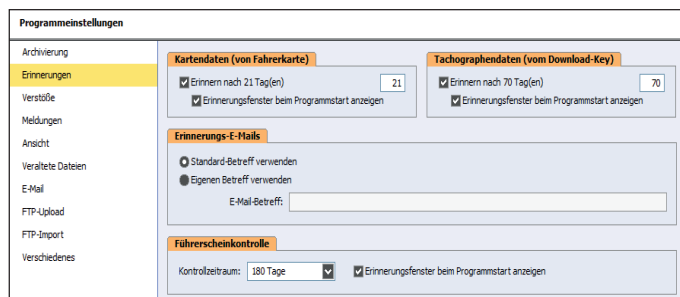 Programmeinstellungen
Archivierung
Erinnerungen
Verstöße
Meldungen
Ansicht
Veraltete Dateien
E-Mail
FTP-Upload
FTP-Import
Verschiedenes
Kartendaten (von Fahrerkarte)
Erinnern nach 21 Tag(en) 21
Erinnerungsfenster beim Programmstart anzeigen
Tachographendaten (vom Download-Key)
Erinnern nach 70 Tag(en) 70
Erinnerungsfenster beim Programmstart anzeigen
Erinnerungs-E-Mails
Standard-Betreff verwenden
Eigenen Betreff verwenden
E-Mail-Betreff:
Führerscheinkontrolle
Kontrollzeitraum: 180 Tage Erinnerungsfenster beim Programmstart anzeigen